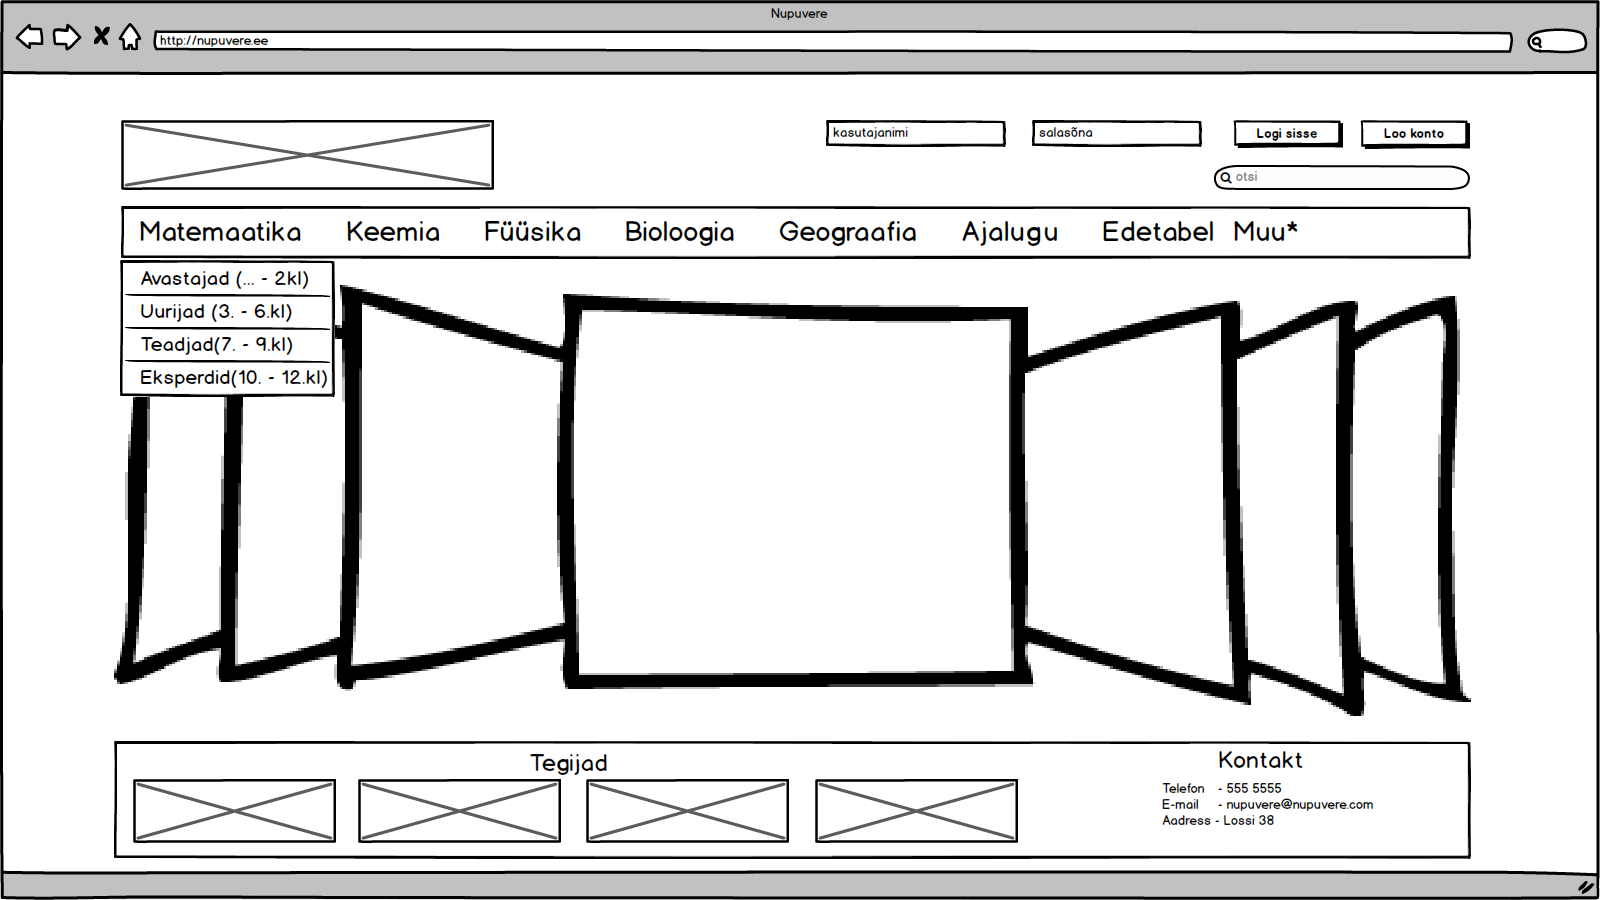 Nupuvere
http://nupuvere.ee
kasutajanimi salasõna Logi sisse Loo konto
otsi
Matemaatika Keemia Füüsika Bioloogia Geograafia Ajalugu Edetabel Muu*
Avastajad (... - 2kl)
Uurijad (3. - 6.kl)
Teadjad(7. - 9.kl)
Eksperdid(10. - 12.kl)
Tegijad
Kontakt
Telefon - 555 5555
E-mail - nupuvere@nupuvere.com
Aadress - Lossi 38